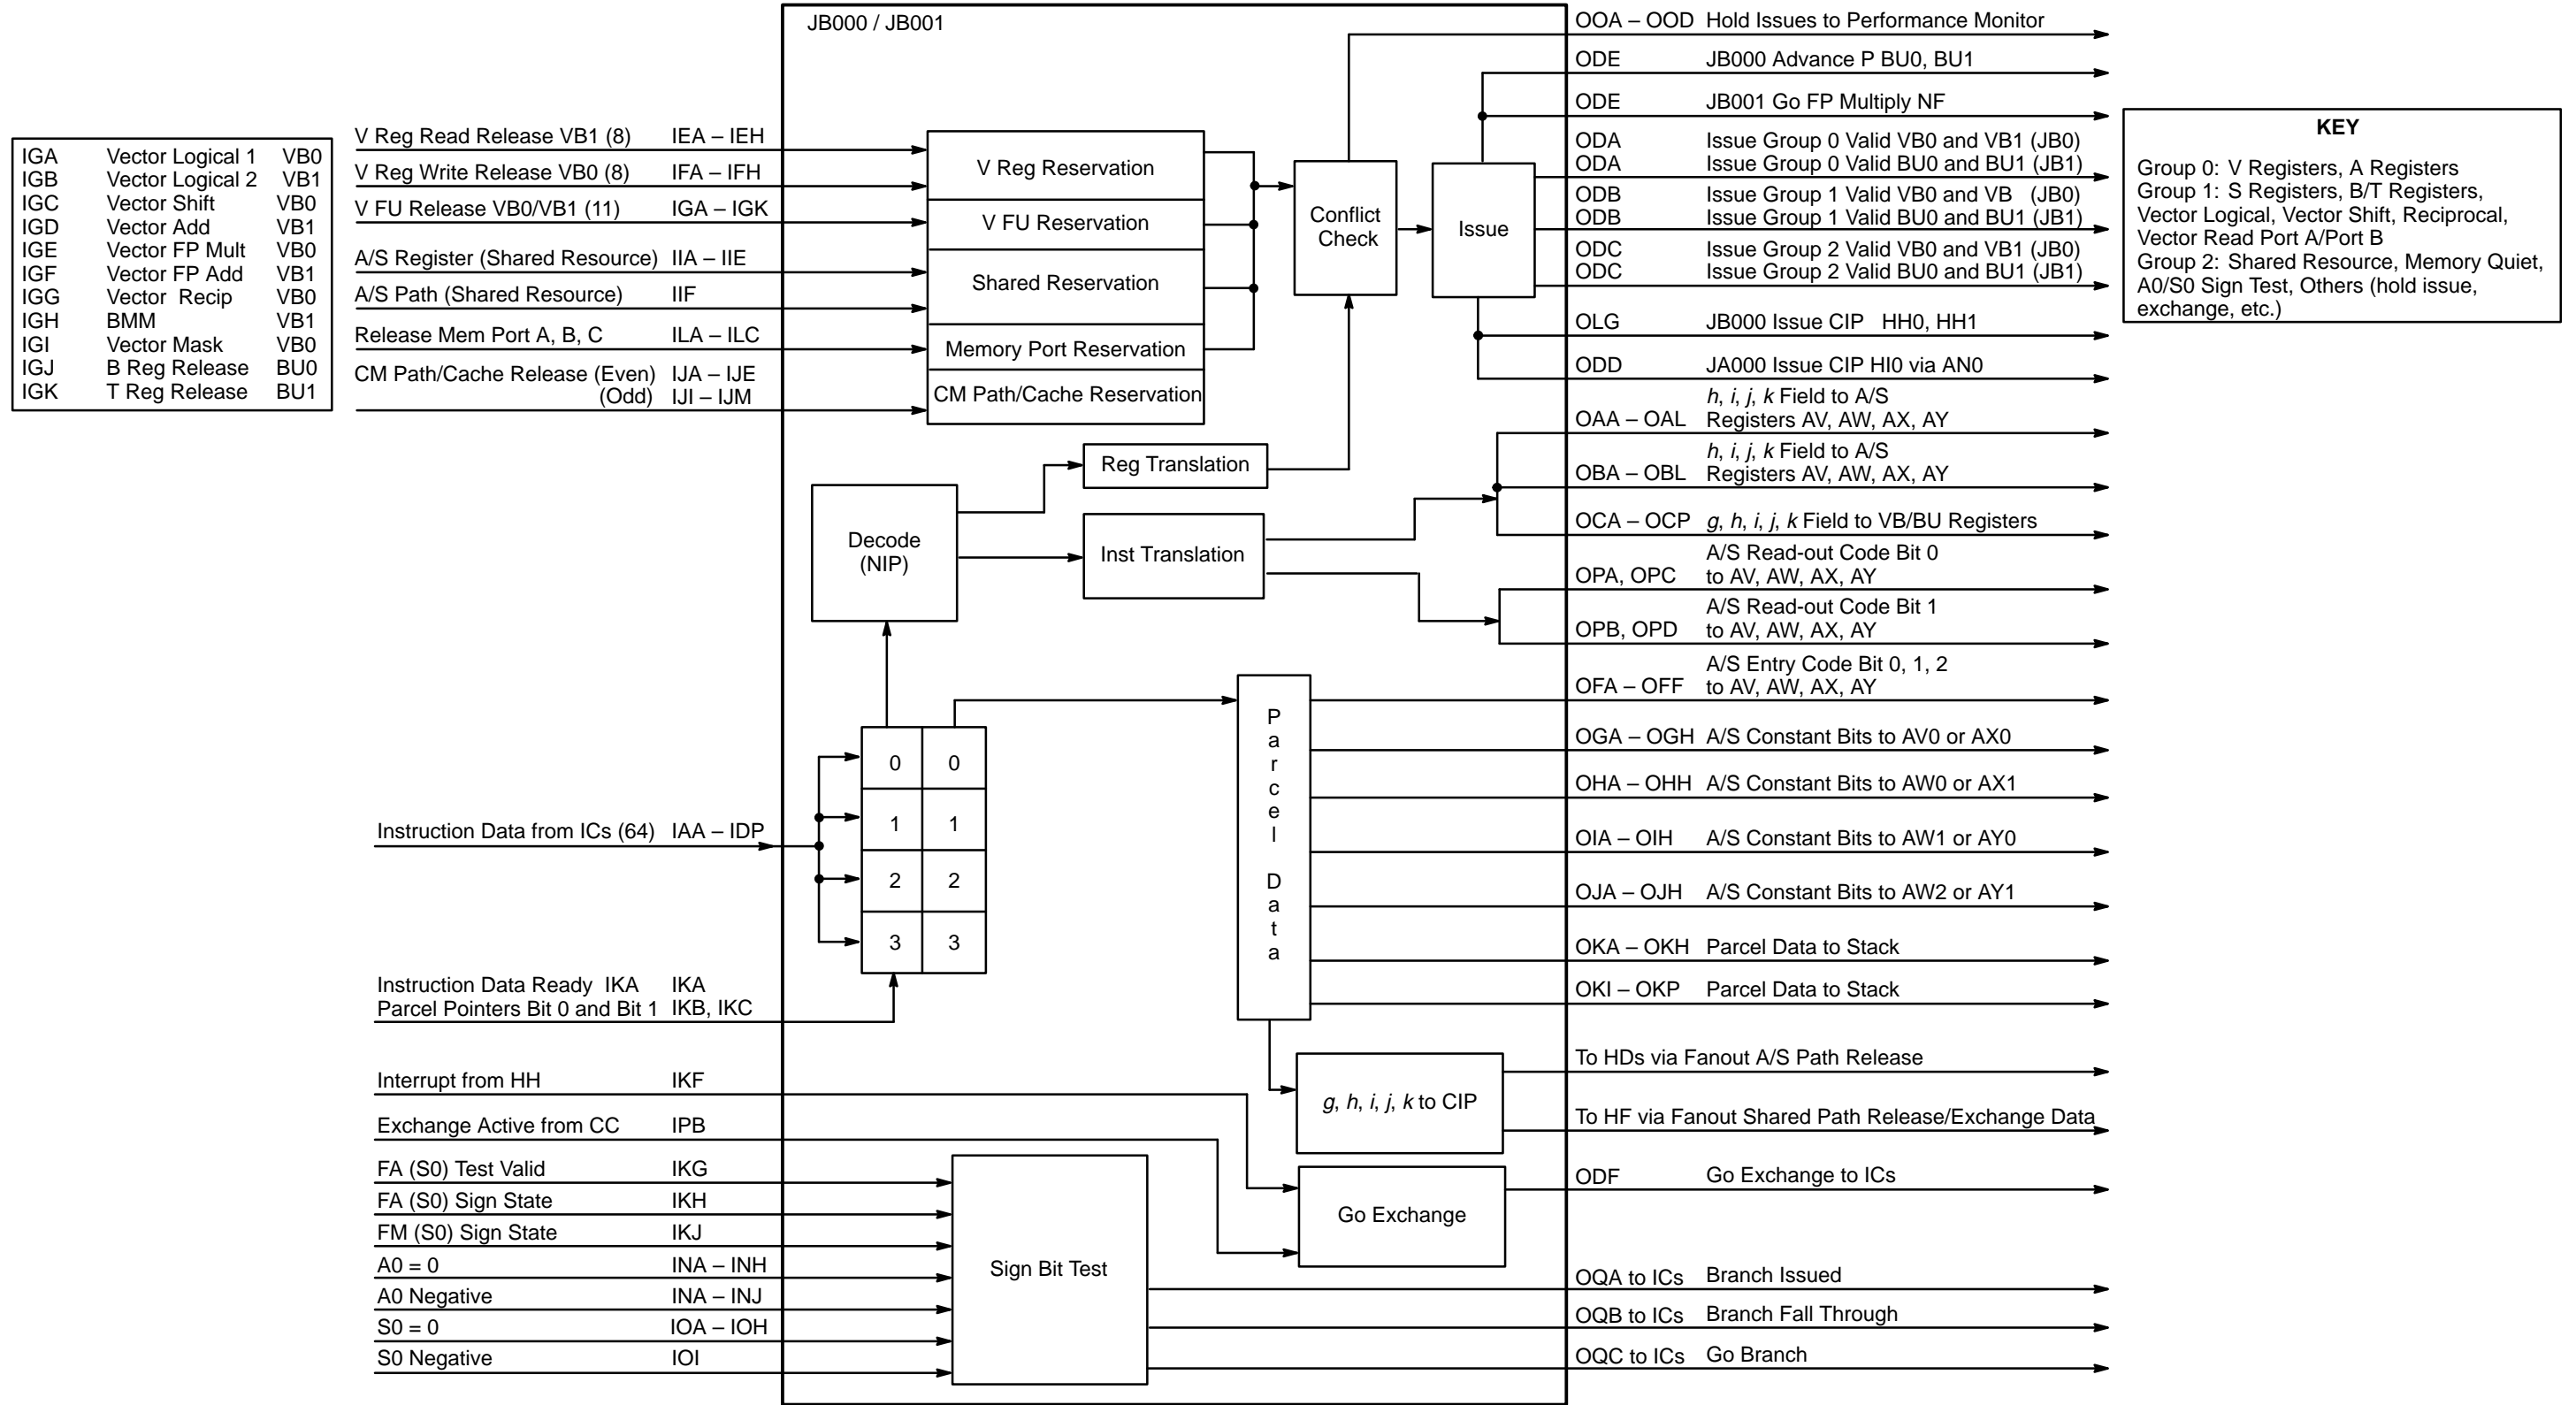 JB000 / JB001
IGA Vector Logical 1 VB0
IGB Vector Logical 2 VB1
IGC Vector Shift VB0
IGD Vector Add VB1
IGE Vector FP Mult VB0
IGF Vector FP Add VB1
IGG Vector Recip VB0
IGH BMM VB1
IGI Vector Mask VB0
IGJ B Reg Release BU0
IGK T Reg Release BU1
V Reg Read Release VB1 (8) IEA – IEH
V Reg Write Release VB0 (8) IFA – IFH
V FU Release VB0/VB1 (11) IGA – IGK
A/S Register (Shared Resource) IIA – IIE
A/S Path (Shared Resource) IIF
Release Mem Port A, B, C ILA – ILC
CM Path/Cache Release (Even) IJA – IJE
(Odd) IJI – IJM
Instruction Data from ICs (64) IAA – IDP
Instruction Data Ready IKA IKA
Parcel Pointers Bit 0 and Bit 1 IKB, IKC
Interrupt from HH IKF
Exchange Active from CC IPB
FA (S0) Test Valid IKG
FA (S0) Sign State IKH
FM (S0) Sign State IKJ
A0 = 0 INA – INH
A0 Negative INA – INJ
S0 = 0 IOA – IOH
S0 Negative IOI
V Reg Reservation
V FU Reservation
Shared Reservation
Memory Port Reservation
CM Path/Cache Reservation
Conflict
Check
Issue
Reg Translation
Decode
(NIP)
Inst Translation
0 0
1 1
2 2
3 3
Parcel Data
g, h, i, j, k to CIP
Go Exchange
Sign Bit Test
OOA – OOD Hold Issues to Performance Monitor
ODE JB000 Advance P BU0, BU1
ODE JB001 Go FP Multiply NF
ODA Issue Group 0 Valid VB0 and VB1 (JB0)
ODA Issue Group 0 Valid BU0 and BU1 (JB1)
ODB Issue Group 1 Valid VB0 and VB (JB0)
ODB Issue Group 1 Valid BU0 and BU1 (JB1)
ODC Issue Group 2 Valid VB0 and VB1 (JB0)
ODC Issue Group 2 Valid BU0 and BU1 (JB1)
OLG JB000 Issue CIP HH0, HH1
ODD JA000 Issue CIP HI0 via AN0
h, i, j, k Field to A/S
OAA – OAL Registers AV, AW, AX, AY
h, i, j, k Field to A/S
OBA – OBL Registers AV, AW, AX, AY
OCA – OCP g, h, i, j, k Field to VB/BU Registers
A/S Read-out Code Bit 0
OPA, OPC to AV, AW, AX, AY
A/S Read-out Code Bit 1
OPB, OPD to AV, AW, AX, AY
A/S Entry Code Bit 0, 1, 2
OFA – OFF to AV, AW, AX, AY
OGA – OGH A/S Constant Bits to AV0 or AX0
OHA – OHH A/S Constant Bits to AW0 or AX1
OIA – OIH A/S Constant Bits to AW1 or AY0
OJA – OJH A/S Constant Bits to AW2 or AY1
OKA – OKH Parcel Data to Stack
OKI – OKP Parcel Data to Stack
To HDs via Fanout A/S Path Release
To HF via Fanout Shared Path Release/Exchange Data
ODF Go Exchange to ICs
OQA to ICs Branch Issued
OQB to ICs Branch Fall Through
OQC to ICs Go Branch
KEY
Group 0: V Registers, A Registers
Group 1: S Registers, B/T Registers,
Vector Logical, Vector Shift, Reciprocal,
Vector Read Port A/Port B
Group 2: Shared Resource, Memory Quiet,
A0/S0 Sign Test, Others (hold issue,
exchange, etc.)